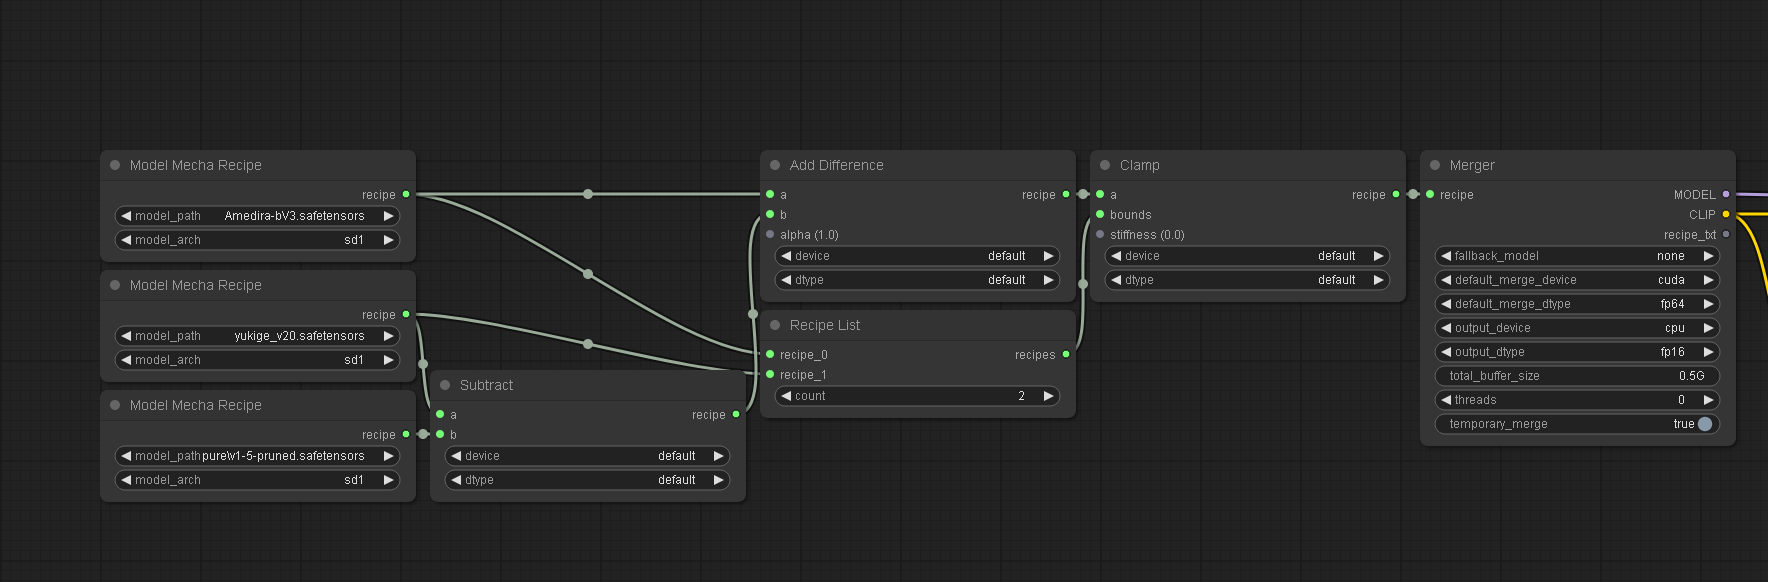 Model Mecha Recipe
recipe
model_path Amedira-bV3.safetensors
model_arch sd1
Model Mecha Recipe
recipe
model_path yukige_v20.safetensors
model_arch sd1
Model Mecha Recipe
recipe
model_path pure\v1-5-pruned.safetensors
model_arch sd1
Subtract
a recipe
b
device default
dtype default
Add Difference
a recipe
b
alpha (1.0)
device default
dtype default
Recipe List
recipe_0 recipes
recipe_1
count 2
Clamp
a recipe
bounds
stiffness (0.0)
device default
dtype default
Merger
recipe MODEL
CLIP
recipe_txt
fallback_model none
default_merge_device cuda
default_merge_dtype fp64
output_device cpu
output_dtype fp16
total_buffer_size 0.5G
threads 0
temporary_merge true